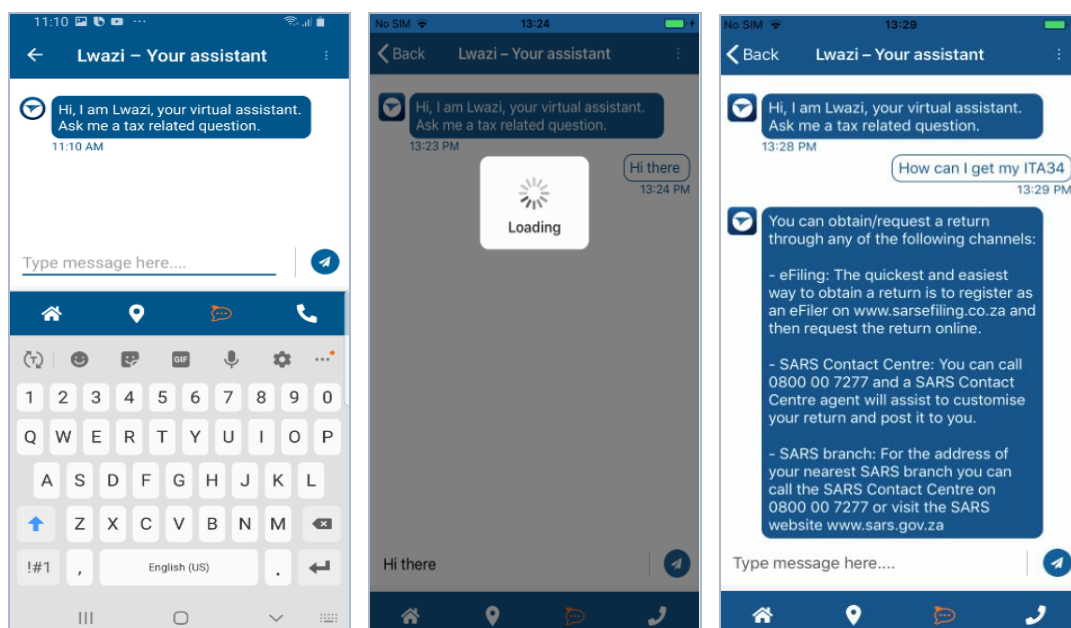 11:10
Lwazi – Your assistant
Hi, I am Lwazi, your virtual assistant.
Ask me a tax related question.
11:10 AM
Type message here....
GIF
1 2 3 4 5 6 7 8 9 0
Q W E R T Y U I O P
A S D F G H J K L
Z X C V B N M
!#1 , English (US) .
No SIM 13:24
Back Lwazi – Your assistant
Hi, I am Lwazi, your virtual assistant.
Ask me a tax related question.
13:23 PM
Hi there
13:24 PM
Loading
Hi there
No SIM 13:29
Back Lwazi – Your assistant
Hi, I am Lwazi, your virtual assistant.
Ask me a tax related question.
13:28 PM
How can I get my ITA34
13:29 PM
You can obtain/request a return
through any of the following channels:
- eFiling: The quickest and easiest
way to obtain a return is to register as
an eFiler on www.sarsefiling.co.za and
then request the return online.
- SARS Contact Centre: You can call
0800 00 7277 and a SARS Contact
Centre agent will assist to customise
your return and post it to you.
- SARS branch: For the address of
your nearest SARS branch you can
call the SARS Contact Centre on
0800 00 7277 or visit the SARS
website www.sars.gov.za
Type message here....